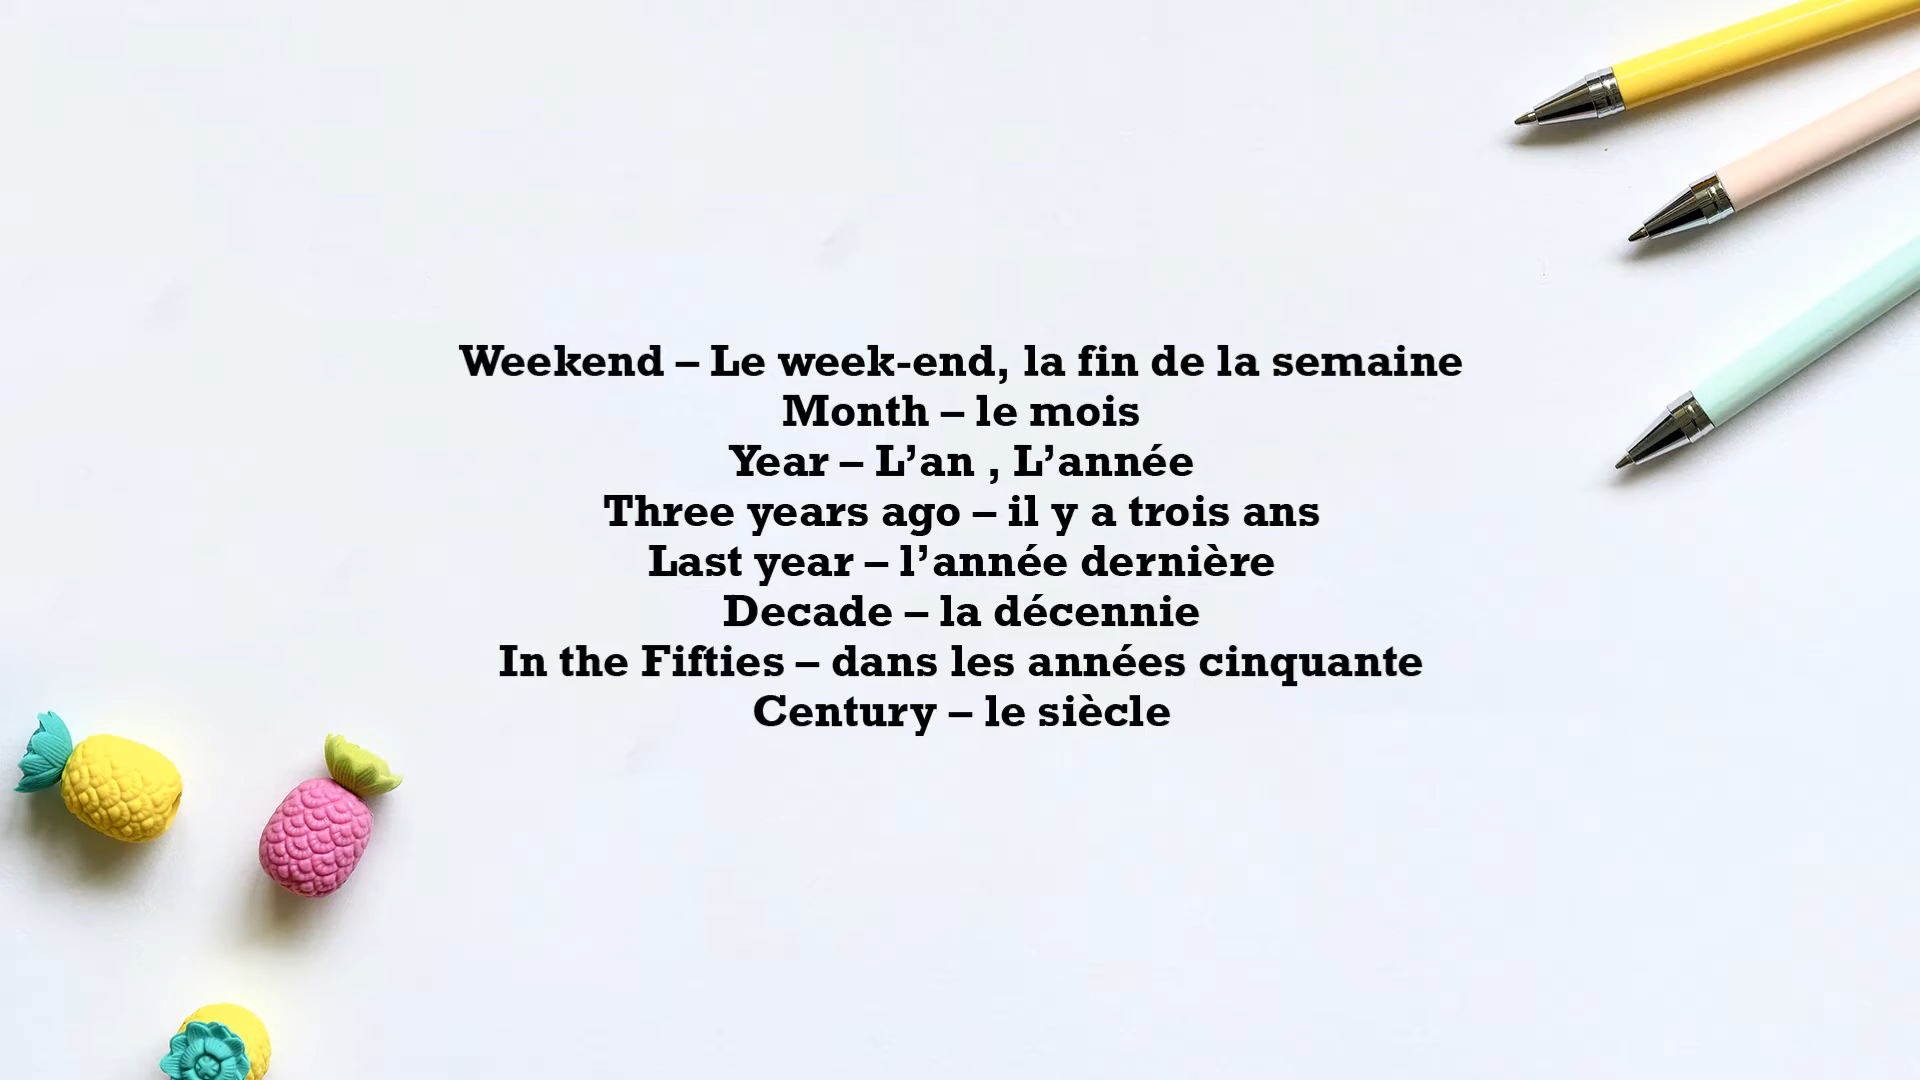 Weekend – Le week-end, la fin de la semaine
Month – le mois
Year – L’an , L’année
Three years ago – il y a trois ans
Last year – l’année dernière
Decade – la décennie
In the Fifties – dans les années cinquante
Century – le siècle